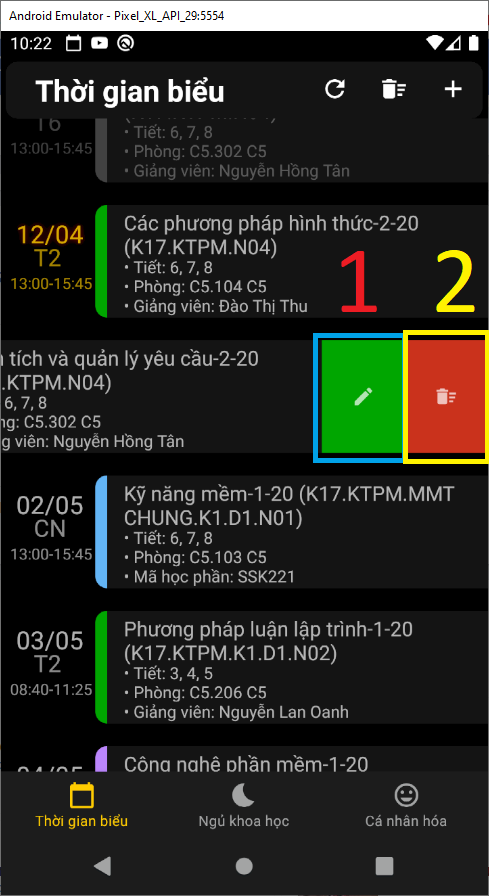 Android Emulator - Pixel_XL_API_29:5554
10:22
Thời gian biểu
T6
13:00-15:45
• Tiết: 6, 7, 8
• Phòng: C5.302 C5
• Giảng viên: Nguyễn Hồng Tân
12/04
T2
13:00-15:45
Các phương pháp hình thức-2-20
(K17.KTPM.N04)
• Tiết: 6, 7, 8
• Phòng: C5.104 C5
• Giảng viên: Đào Thị Thu
1
2
n tích và quản lý yêu cầu-2-20
.KTPM.N04)
6, 7, 8
ng: C5.302 C5
g viên: Nguyễn Hồng Tân
02/05
CN
13:00-15:45
Kỹ năng mềm-1-20 (K17.KTPM.MMT
CHUNG.K1.D1.N01)
• Tiết: 6, 7, 8
• Phòng: C5.103 C5
• Mã học phần: SSK221
03/05
T2
08:40-11:25
Phương pháp luận lập trình-1-20
(K17.KTPM.K1.D1.N02)
• Tiết: 3, 4, 5
• Phòng: C5.206 C5
• Giảng viên: Nguyễn Lan Oanh
04/05
Công nghệ phần mềm-1-20
Thời gian biểu
Ngủ khoa học
Cá nhân hóa